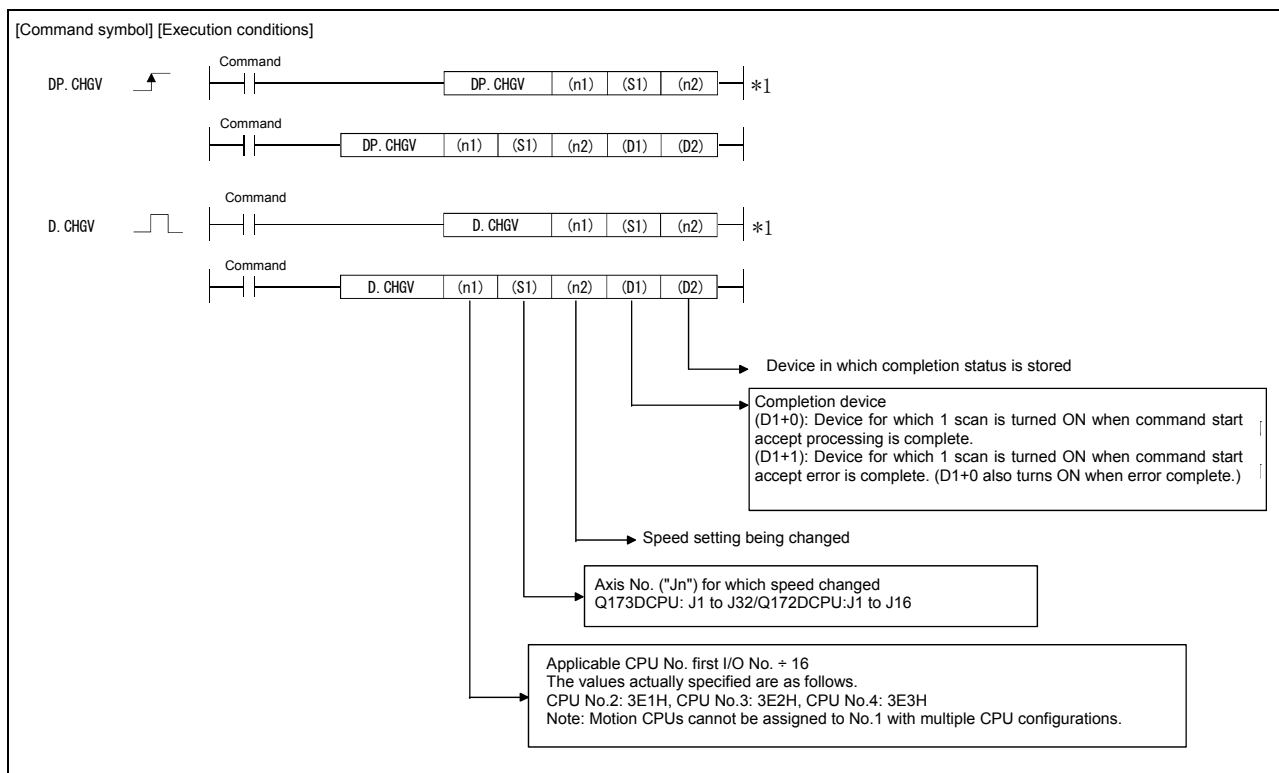 [Command symbol] [Execution conditions]
Command
DP. CHGV DP. CHGV (n1) (S1) (n2) *1
Command
DP. CHGV (n1) (S1) (n2) (D1) (D2)
Command
D. CHGV D. CHGV (n1) (S1) (n2) *1
Command
D. CHGV (n1) (S1) (n2) (D1) (D2)
Device in which completion status is stored
Completion device
(D1+0): Device for which 1 scan is turned ON when command start
accept processing is complete.
(D1+1): Device for which 1 scan is turned ON when command start
accept error is complete. (D1+0 also turns ON when error complete.)
Speed setting being changed
Axis No. ("Jn") for which speed changed
Q173DCPU: J1 to J32/Q172DCPU:J1 to J16
Applicable CPU No. first I/O No. ÷ 16
The values actually specified are as follows.
CPU No.2: 3E1H, CPU No.3: 3E2H, CPU No.4: 3E3H
Note: Motion CPUs cannot be assigned to No.1 with multiple CPU configurations.